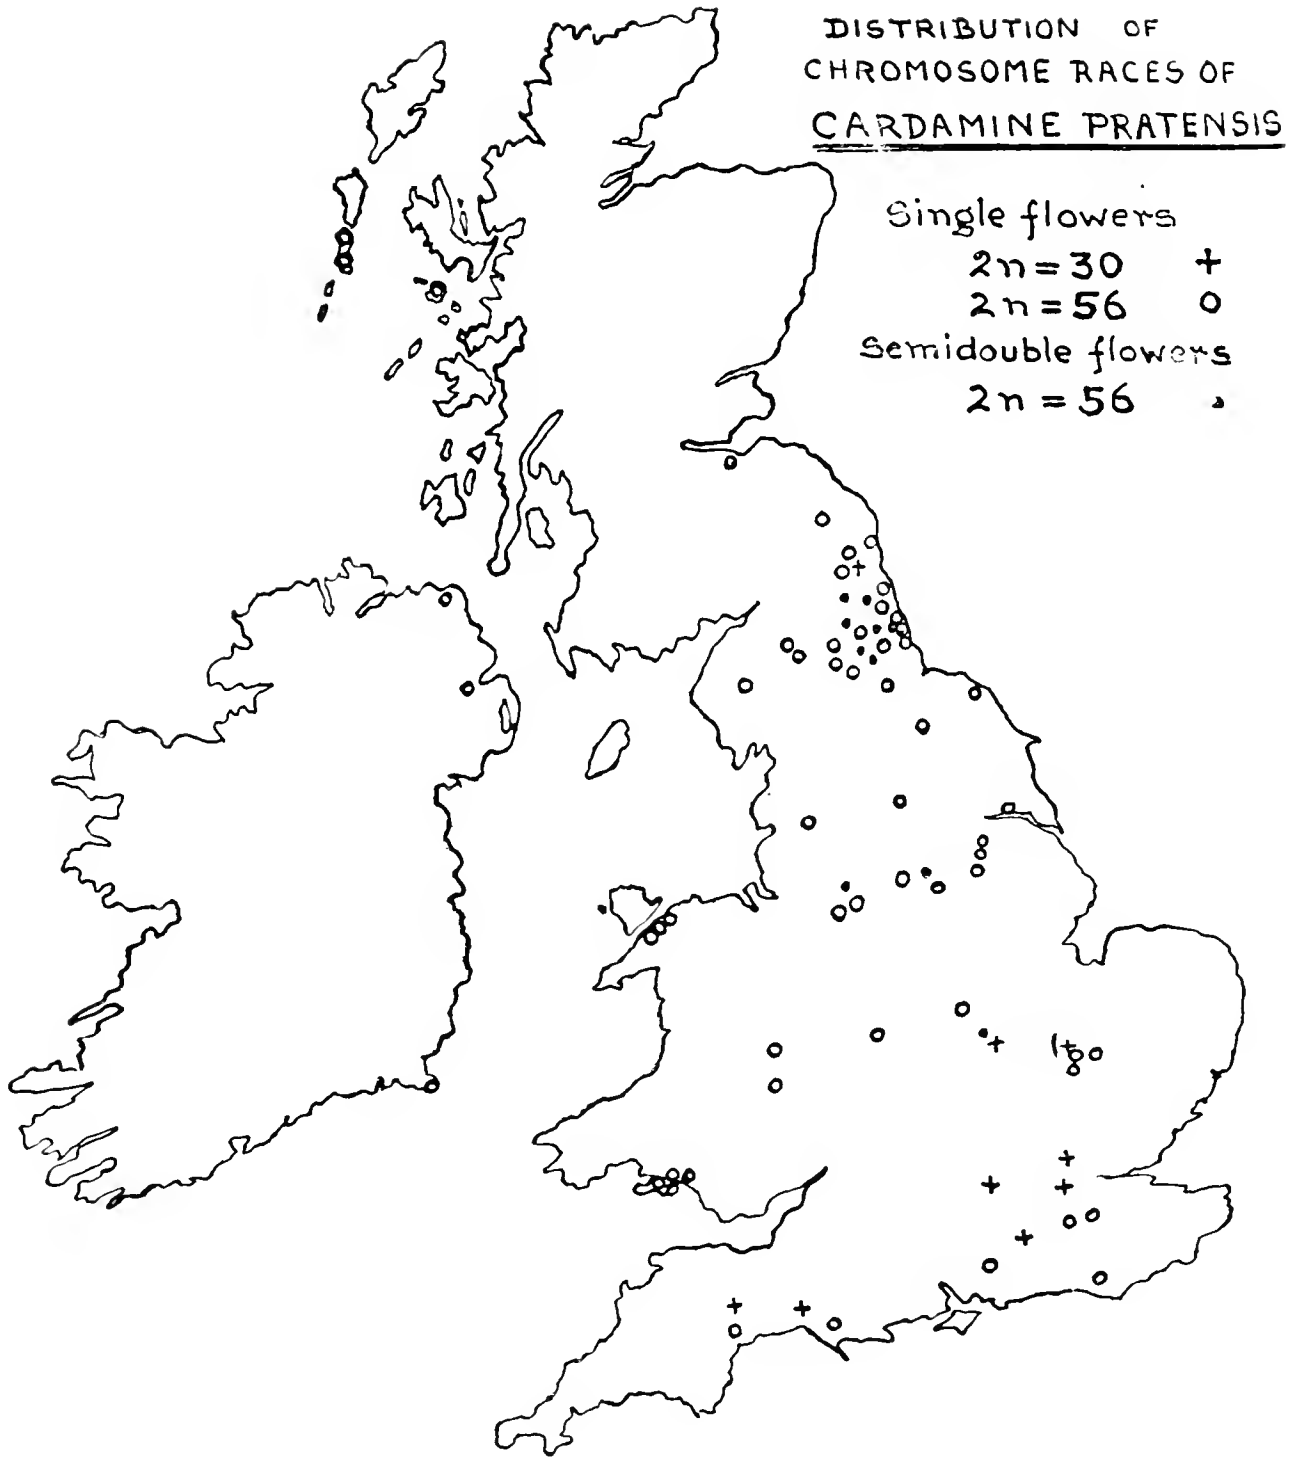 DISTRIBUTION OF
CHROMOSOME RACES OF
CARDAMINE PRATENSIS
Single flowers
2n=30 +
2n=56 o
Semidouble flowers
2n=56 •